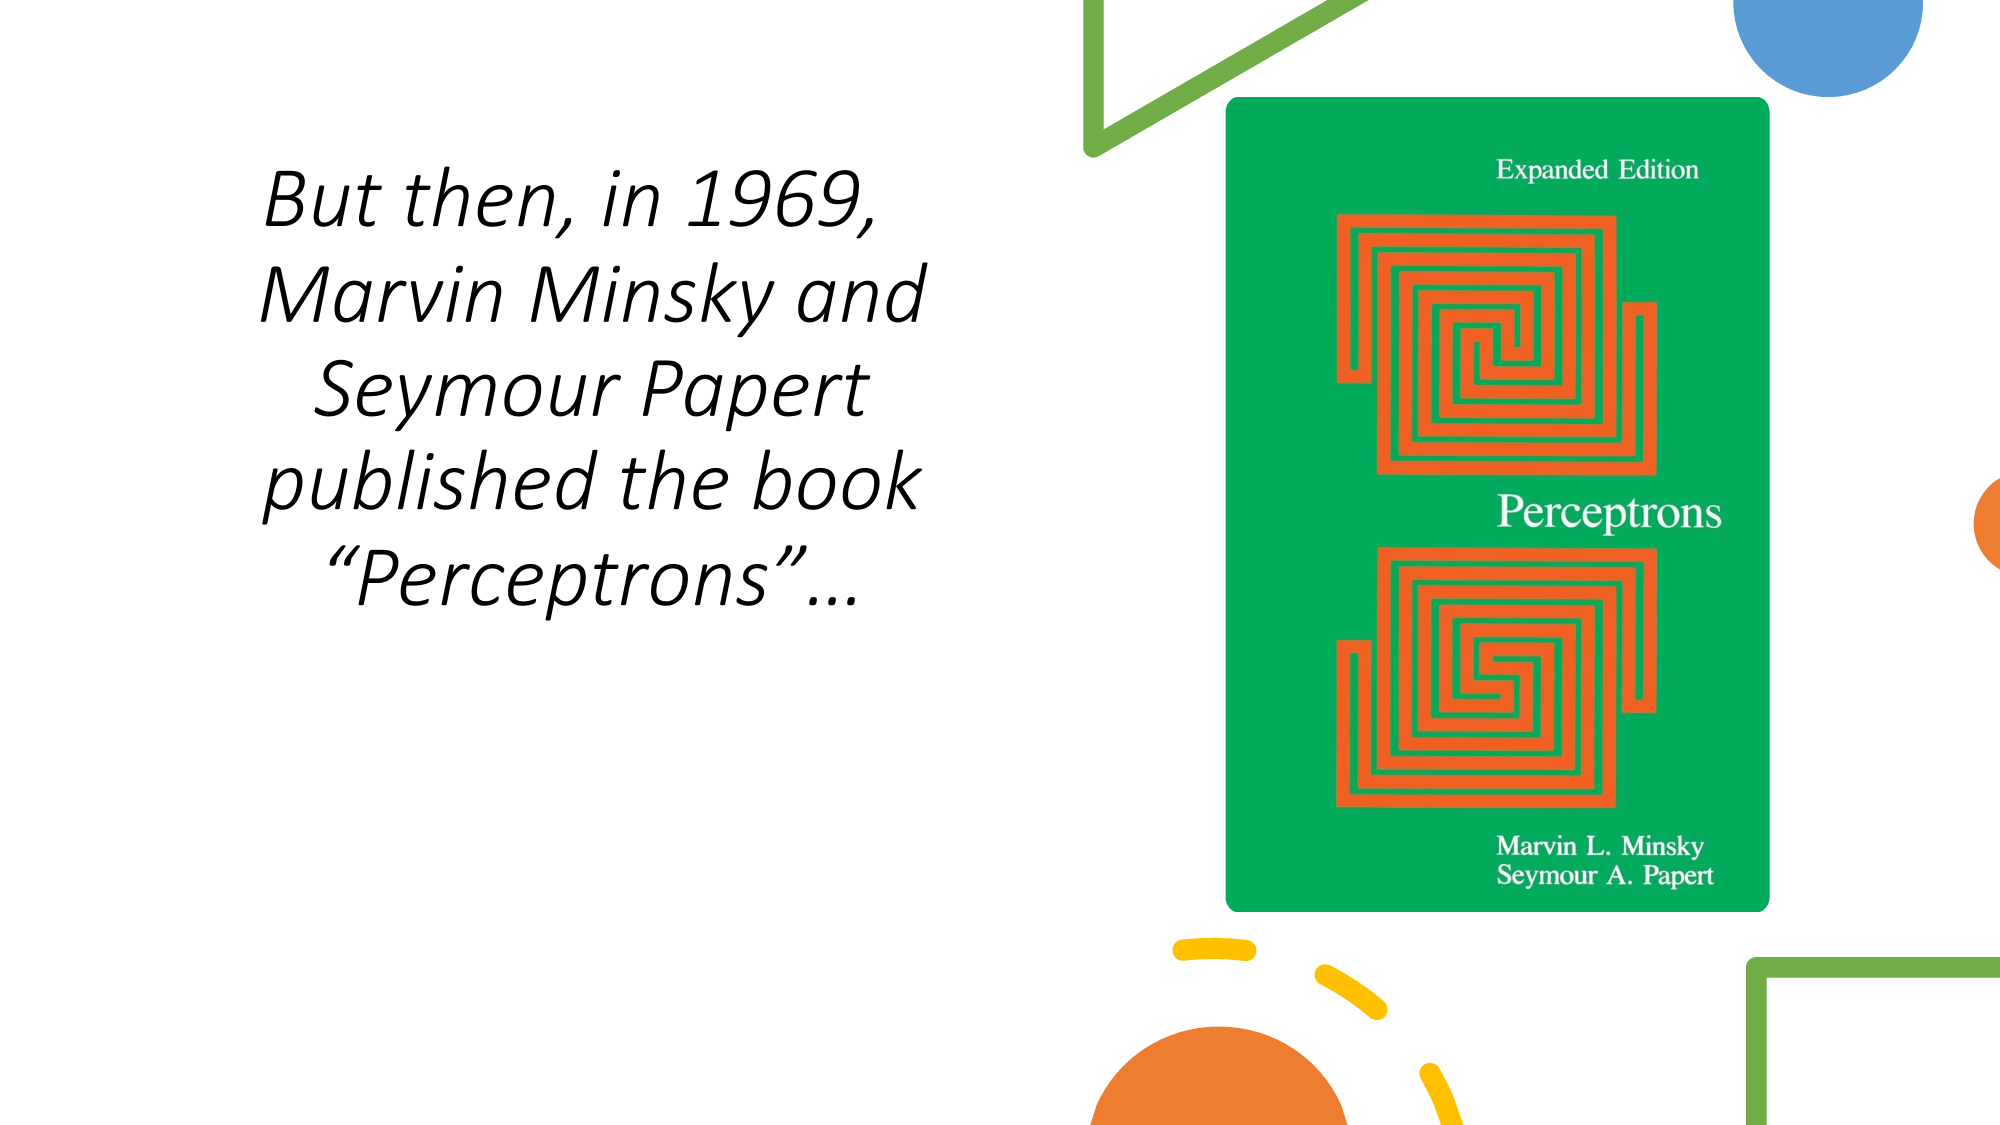 But then, in 1969,
Marvin Minsky and
Seymour Papert
published the book
“Perceptrons”…
Expanded Edition
Perceptrons
Marvin L. Minsky
Seymour A. Papert